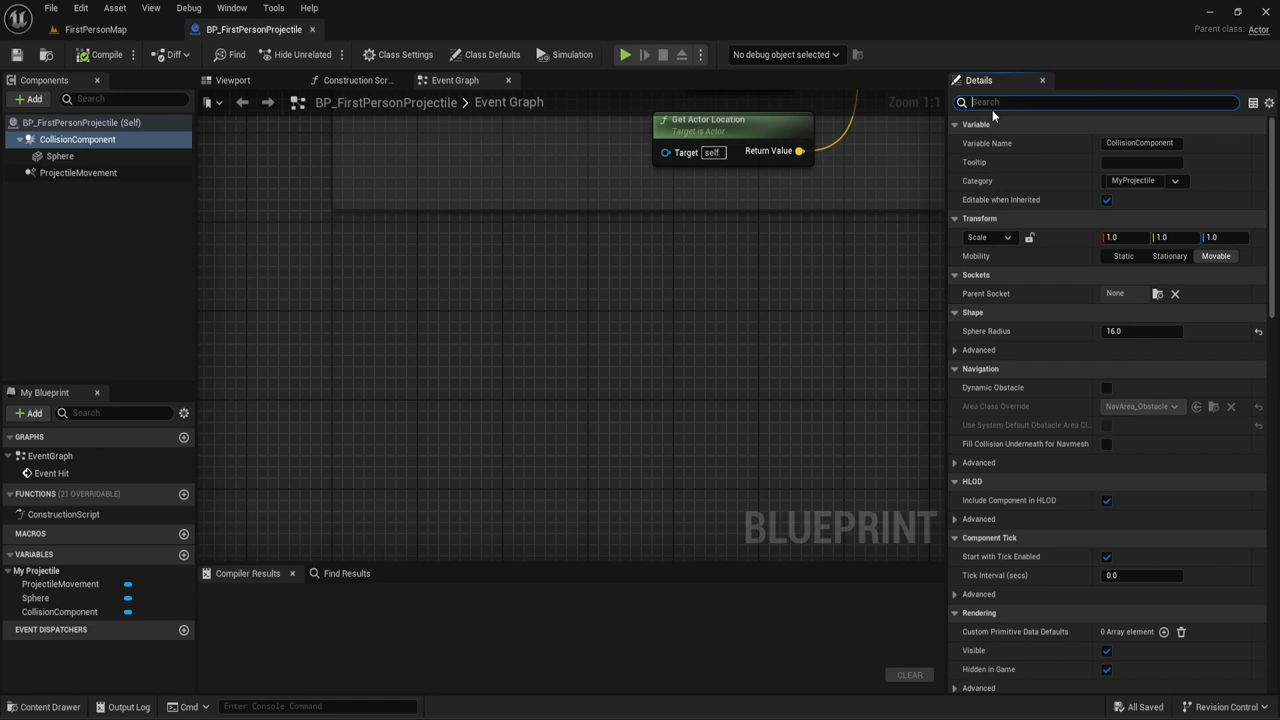 File Edit Asset View Debug Window Tools Help
FirstPersonMap BP_FirstPersonProjectile
Parent class: Actor
Compile Diff Find Hide Unrelated Class Settings Class Defaults Simulation No debug object selected
Components
Add Search
BP_FirstPersonProjectile (Self)
CollisionComponent
Sphere
ProjectileMovement
My Blueprint
Add Search
GRAPHS
EventGraph
Event Hit
FUNCTIONS (21 OVERRIDABLE)
ConstructionScript
MACROS
VARIABLES
My Projectile
ProjectileMovement
Sphere
CollisionComponent
EVENT DISPATCHERS
Viewport Construction Scr... Event Graph
BP_FirstPersonProjectile > Event Graph Zoom 1:1
f Get Actor Location
Target is Actor
Target self Return Value
BLUEPRINT
Compiler Results Find Results
CLEAR
Details
Search
Variable
Variable Name CollisionComponent
Tooltip
Category MyProjectile
Editable when Inherited
Transform
Scale 1.0 1.0 1.0
Mobility Static Stationary Movable
Sockets
Parent Socket None
Shape
Sphere Radius 16.0
Advanced
Navigation
Dynamic Obstacle
Area Class Override NavArea_Obstacle
Use System Default Obstacle Area Cl...
Fill Collision Underneath for Navmesh
Advanced
HLOD
Include Component in HLOD
Advanced
Component Tick
Start with Tick Enabled
Tick Interval (secs) 0.0
Advanced
Rendering
Custom Primitive Data Defaults 0 Array element
Visible
Hidden in Game
Advanced
Content Drawer Output Log Cmd Enter Console Command All Saved Revision Control